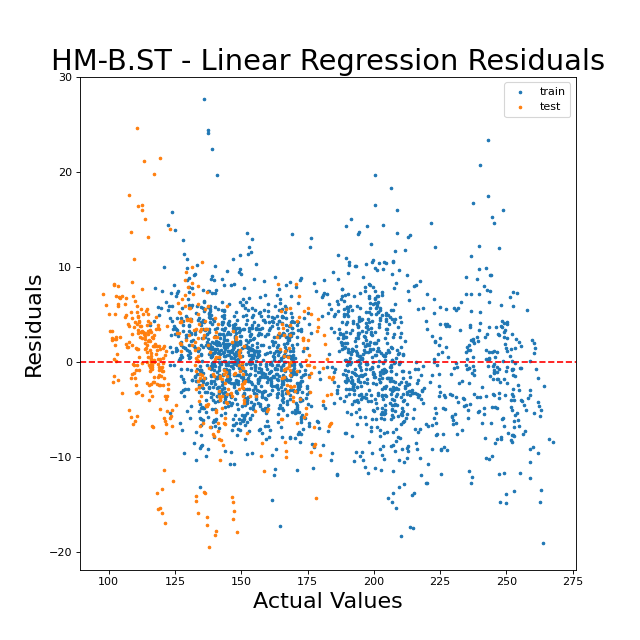 HM-B.ST - Linear Regression Residuals
train
test
30
20
10
0
−10
−20
Residuals
100
125
150
175
200
225
250
275
Actual Values